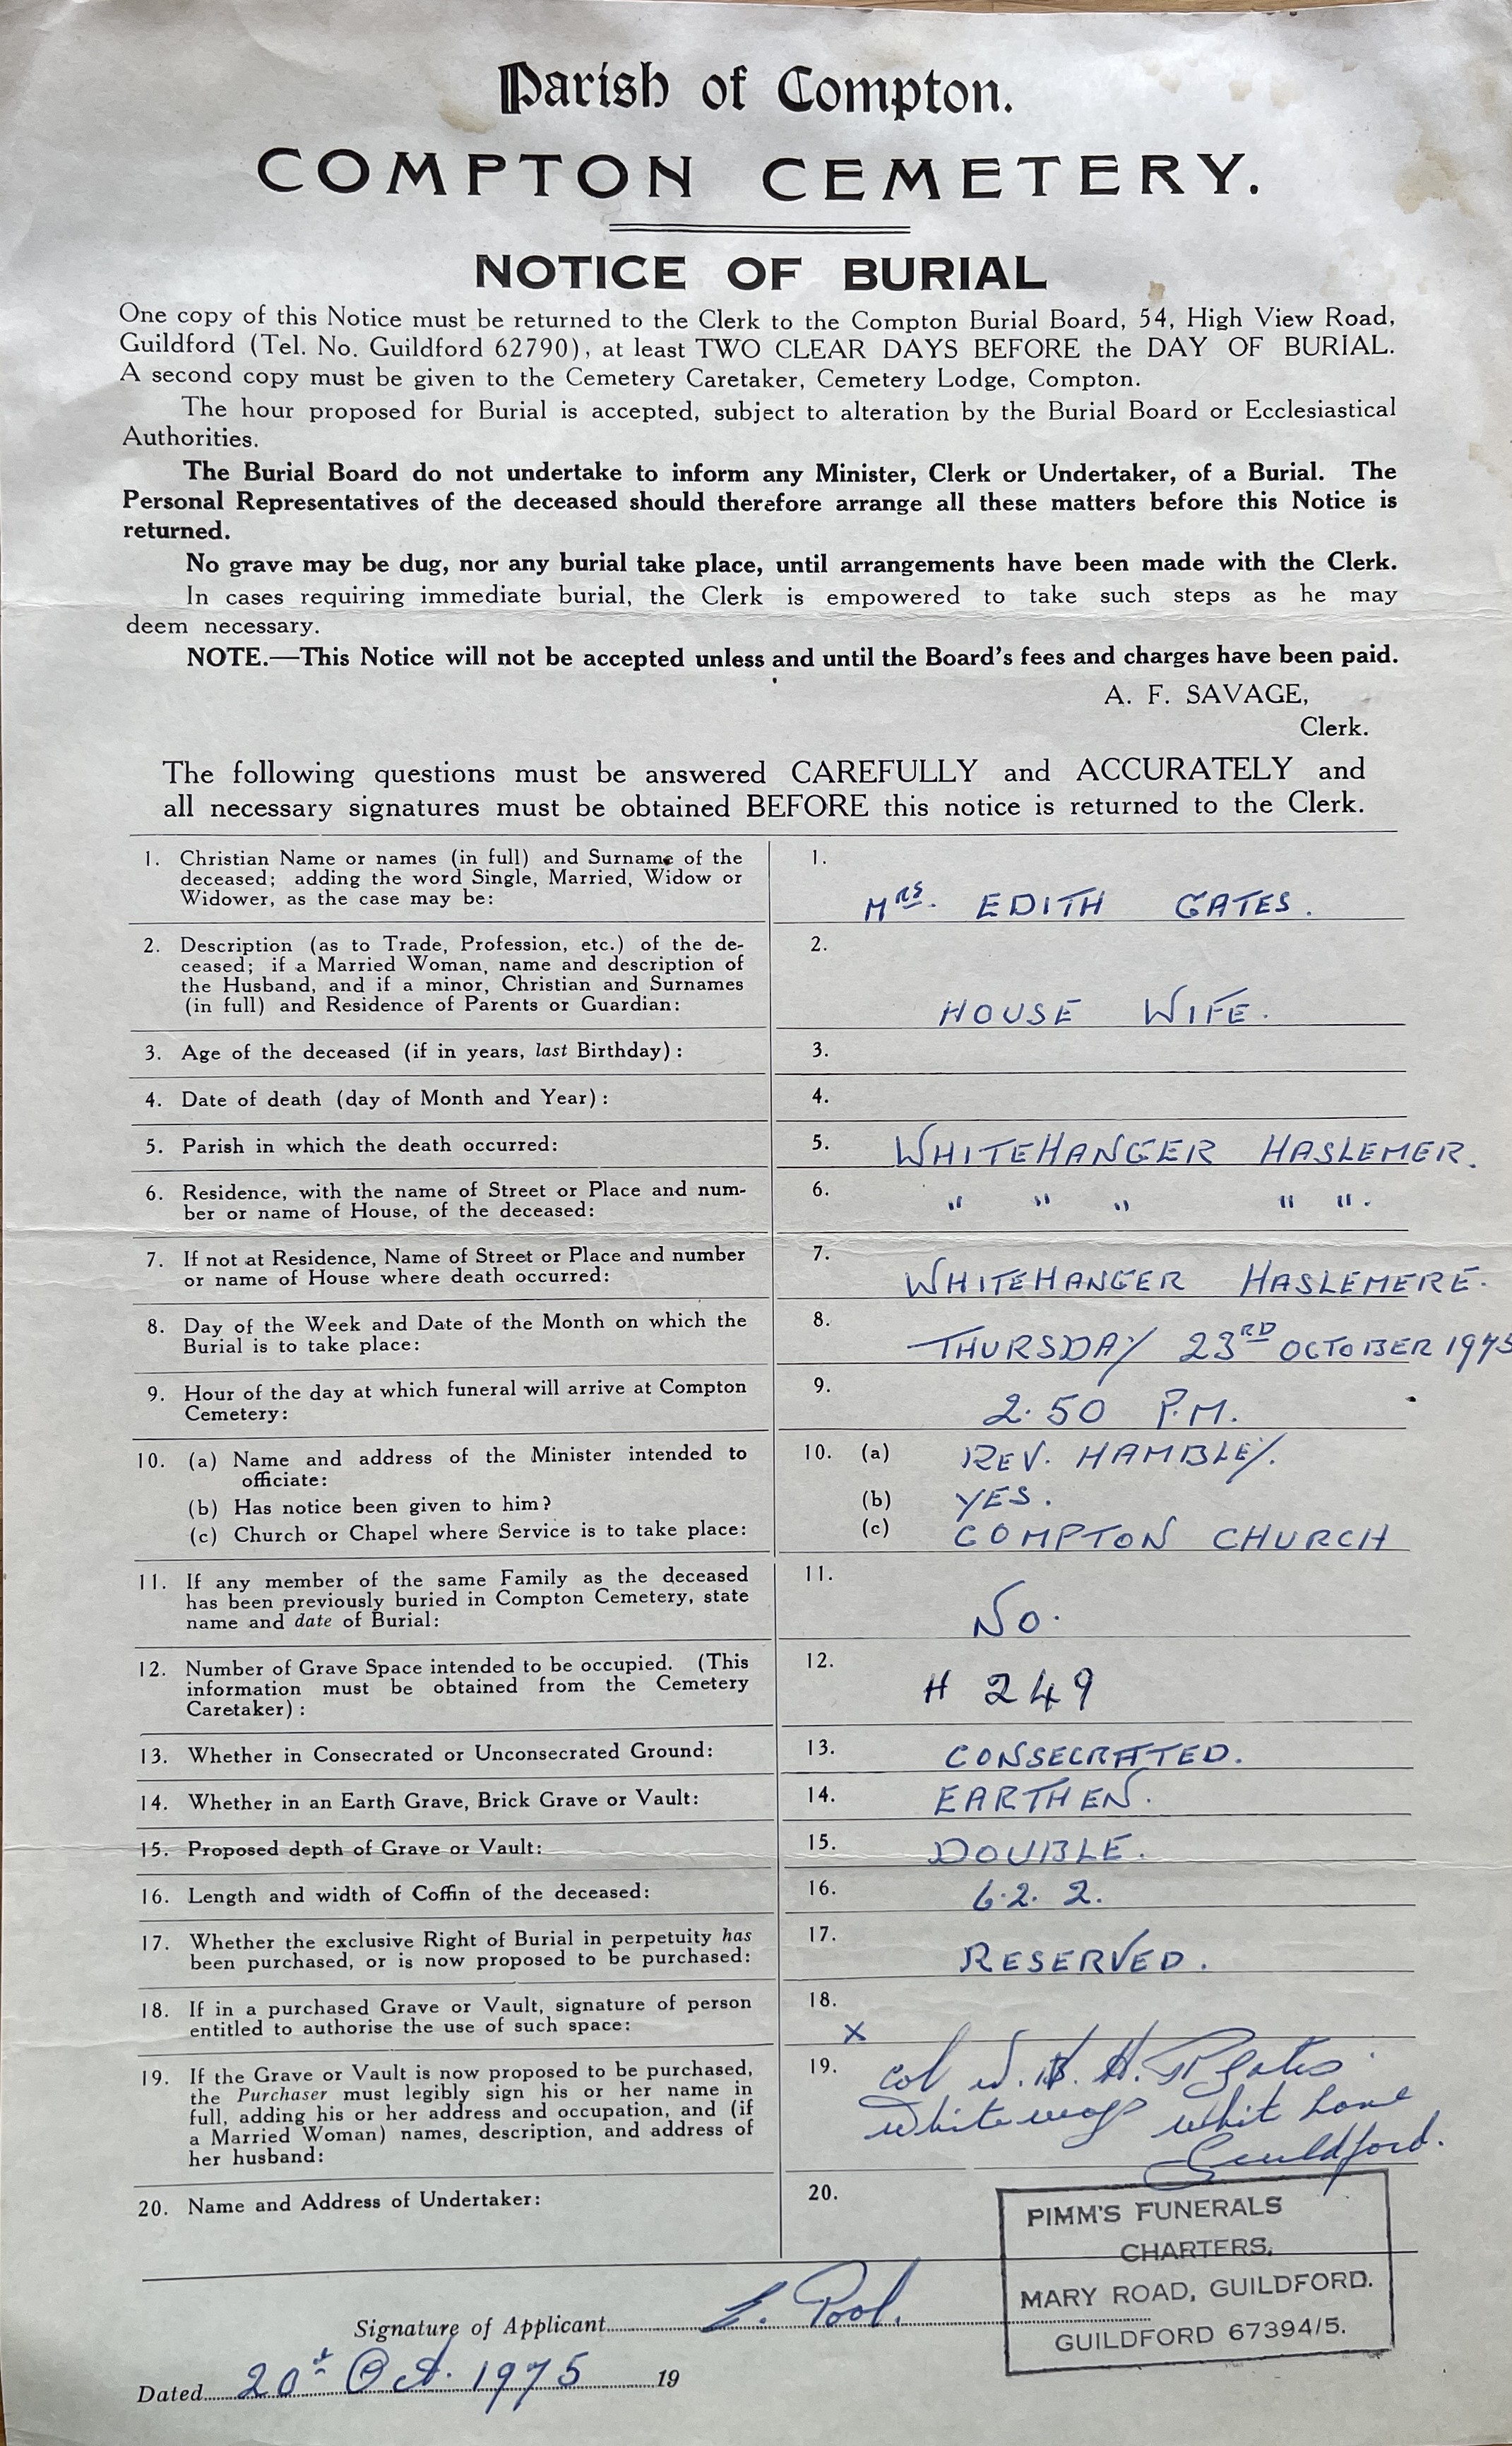 Parish of Compton.
COMPTON CEMETERY.
NOTICE OF BURIAL
One copy of this Notice must be returned to the Clerk to the Compton Burial Board, 54, High View Road,
Guildford (Tel. No. Guildford 62790), at least TWO CLEAR DAYS BEFORE the DAY OF BURIAL.
A second copy must be given to the Cemetery Caretaker, Cemetery Lodge, Compton.
The hour proposed for Burial is accepted, subject to alteration by the Burial Board or Ecclesiastical
Authorities.
The Burial Board do not undertake to inform any Minister, Clerk or Undertaker, of a Burial. The
Personal Representatives of the deceased should therefore arrange all these matters before this Notice is
returned.
No grave may be dug, nor any burial take place, until arrangements have been made with the Clerk.
In cases requiring immediate burial, the Clerk is empowered to take such steps as he may
deem necessary.
NOTE.—This Notice will not be accepted unless and until the Board's fees and charges have been paid.
A. F. SAVAGE,
Clerk.
The following questions must be answered CAREFULLY and ACCURATELY and
all necessary signatures must be obtained BEFORE this notice is returned to the Clerk.
1. Christian Name or names (in full) and Surname of the
deceased; adding the word Single, Married, Widow or
Widower, as the case may be:
1.
MRS. EDITH GATES.
2. Description (as to Trade, Profession, etc.) of the de-
ceased; if a Married Woman, name and description of
the Husband, and if a minor, Christian and Surnames
(in full) and Residence of Parents or Guardian:
2.
HOUSE WIFE.
3. Age of the deceased (if in years, last Birthday):
3.
4. Date of death (day of Month and Year):
4.
5. Parish in which the death occurred:
5. WHITEHANGER HASLEMER.
6. Residence, with the name of Street or Place and num-
ber or name of House, of the deceased:
6. " " " " ".
7. If not at Residence, Name of Street or Place and number
or name of House where death occurred:
7.
WHITEHANGER HASLEMERE.
8. Day of the Week and Date of the Month on which the
Burial is to take place:
8.
THURSDAY 23RD OCTOBER 1975
9. Hour of the day at which funeral will arrive at Compton
Cemetery:
9.
2.50 P.M.
10. (a) Name and address of the Minister intended to
officiate:
(b) Has notice been given to him?
(c) Church or Chapel where Service is to take place:
10. (a) REV. HAMBLEY.
(b) YES.
(c) COMPTON CHURCH
11. If any member of the same Family as the deceased
has been previously buried in Compton Cemetery, state
name and date of Burial:
11.
NO.
12. Number of Grave Space intended to be occupied. (This
information must be obtained from the Cemetery
Caretaker):
12.
H 249
13. Whether in Consecrated or Unconsecrated Ground:
13. CONSECRATED.
14. Whether in an Earth Grave, Brick Grave or Vault:
14. EARTHEN.
15. Proposed depth of Grave or Vault:
15. DOUBLE.
16. Length and width of Coffin of the deceased:
16. 6.2. 2.
17. Whether the exclusive Right of Burial in perpetuity has
been purchased, or is now proposed to be purchased:
17.
RESERVED.
18. If in a purchased Grave or Vault, signature of person
entitled to authorise the use of such space:
18.
X
19. If the Grave or Vault is now proposed to be purchased,
the Purchaser must legibly sign his or her name in
full, adding his or her address and occupation, and (if
a Married Woman) names, description, and address of
her husband:
19. Col Gates
Whiteways
Guildford.
20. Name and Address of Undertaker:
20.
PIMM'S FUNERALS
CHARTERS,
MARY ROAD, GUILDFORD.
GUILDFORD 67394/5.
Signature of Applicant E. Pool.
Dated 20t Oct. 1975 19